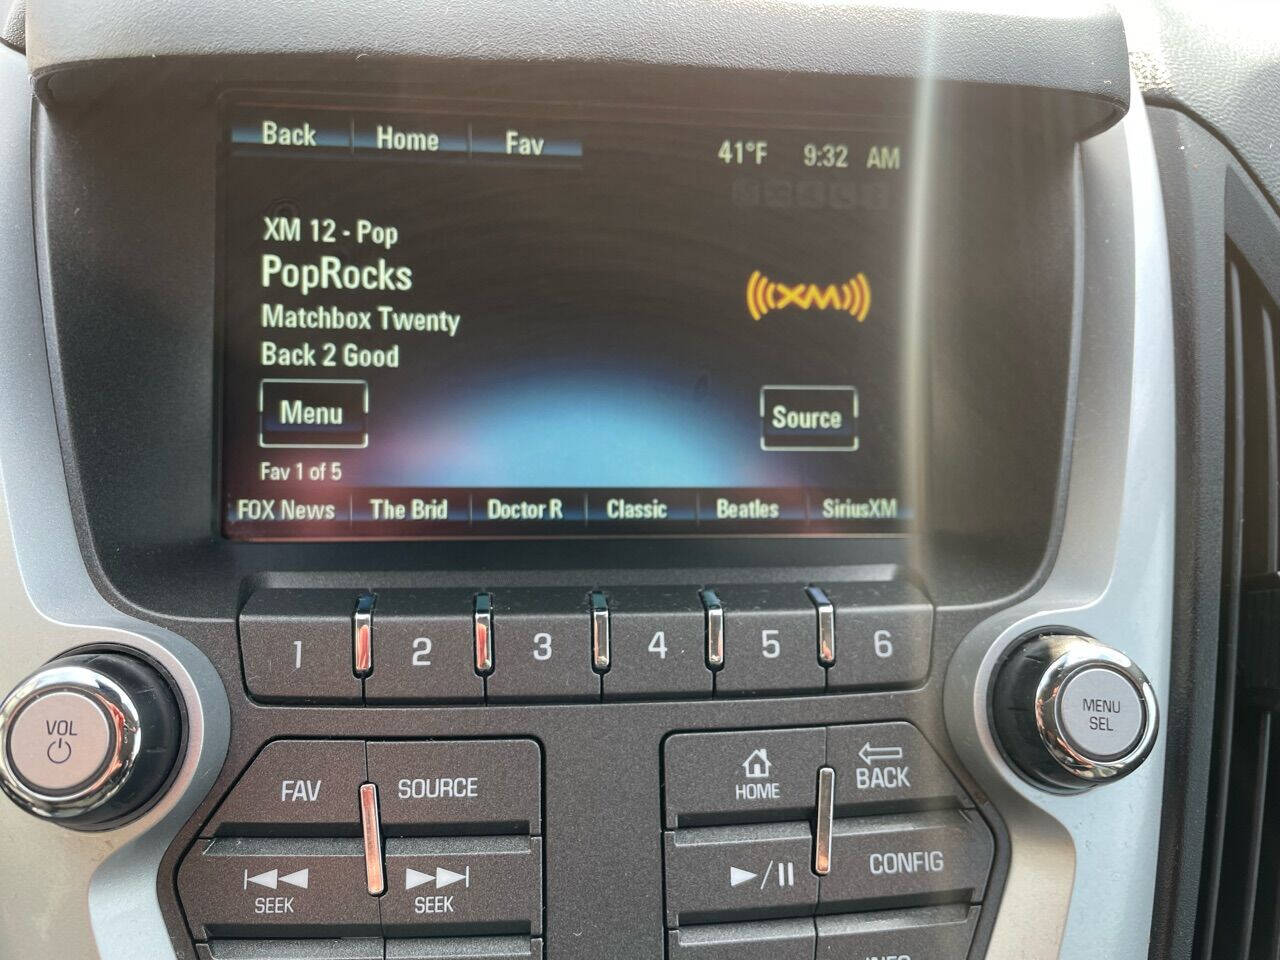 Back Home Fav 41°F 9:32 AM
XM 12 - Pop
PopRocks
XM
Matchbox Twenty
Back 2 Good
Menu Source
Fav 1 of 5
FOX News The Brid Doctor R Classic Beatles SiriusXM
1 2 3 4 5 6
VOL
MENU
SEL
FAV SOURCE
HOME BACK
SEEK SEEK
CONFIG